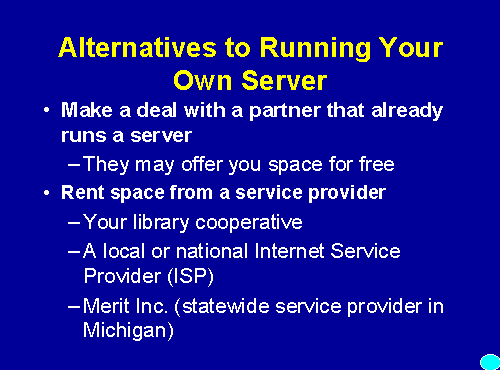 Alternatives to Running Your
Own Server
• Make a deal with a partner that already
runs a server
–They may offer you space for free
• Rent space from a service provider
–Your library cooperative
–A local or national Internet Service
Provider (ISP)
–Merit Inc. (statewide service provider in
Michigan)